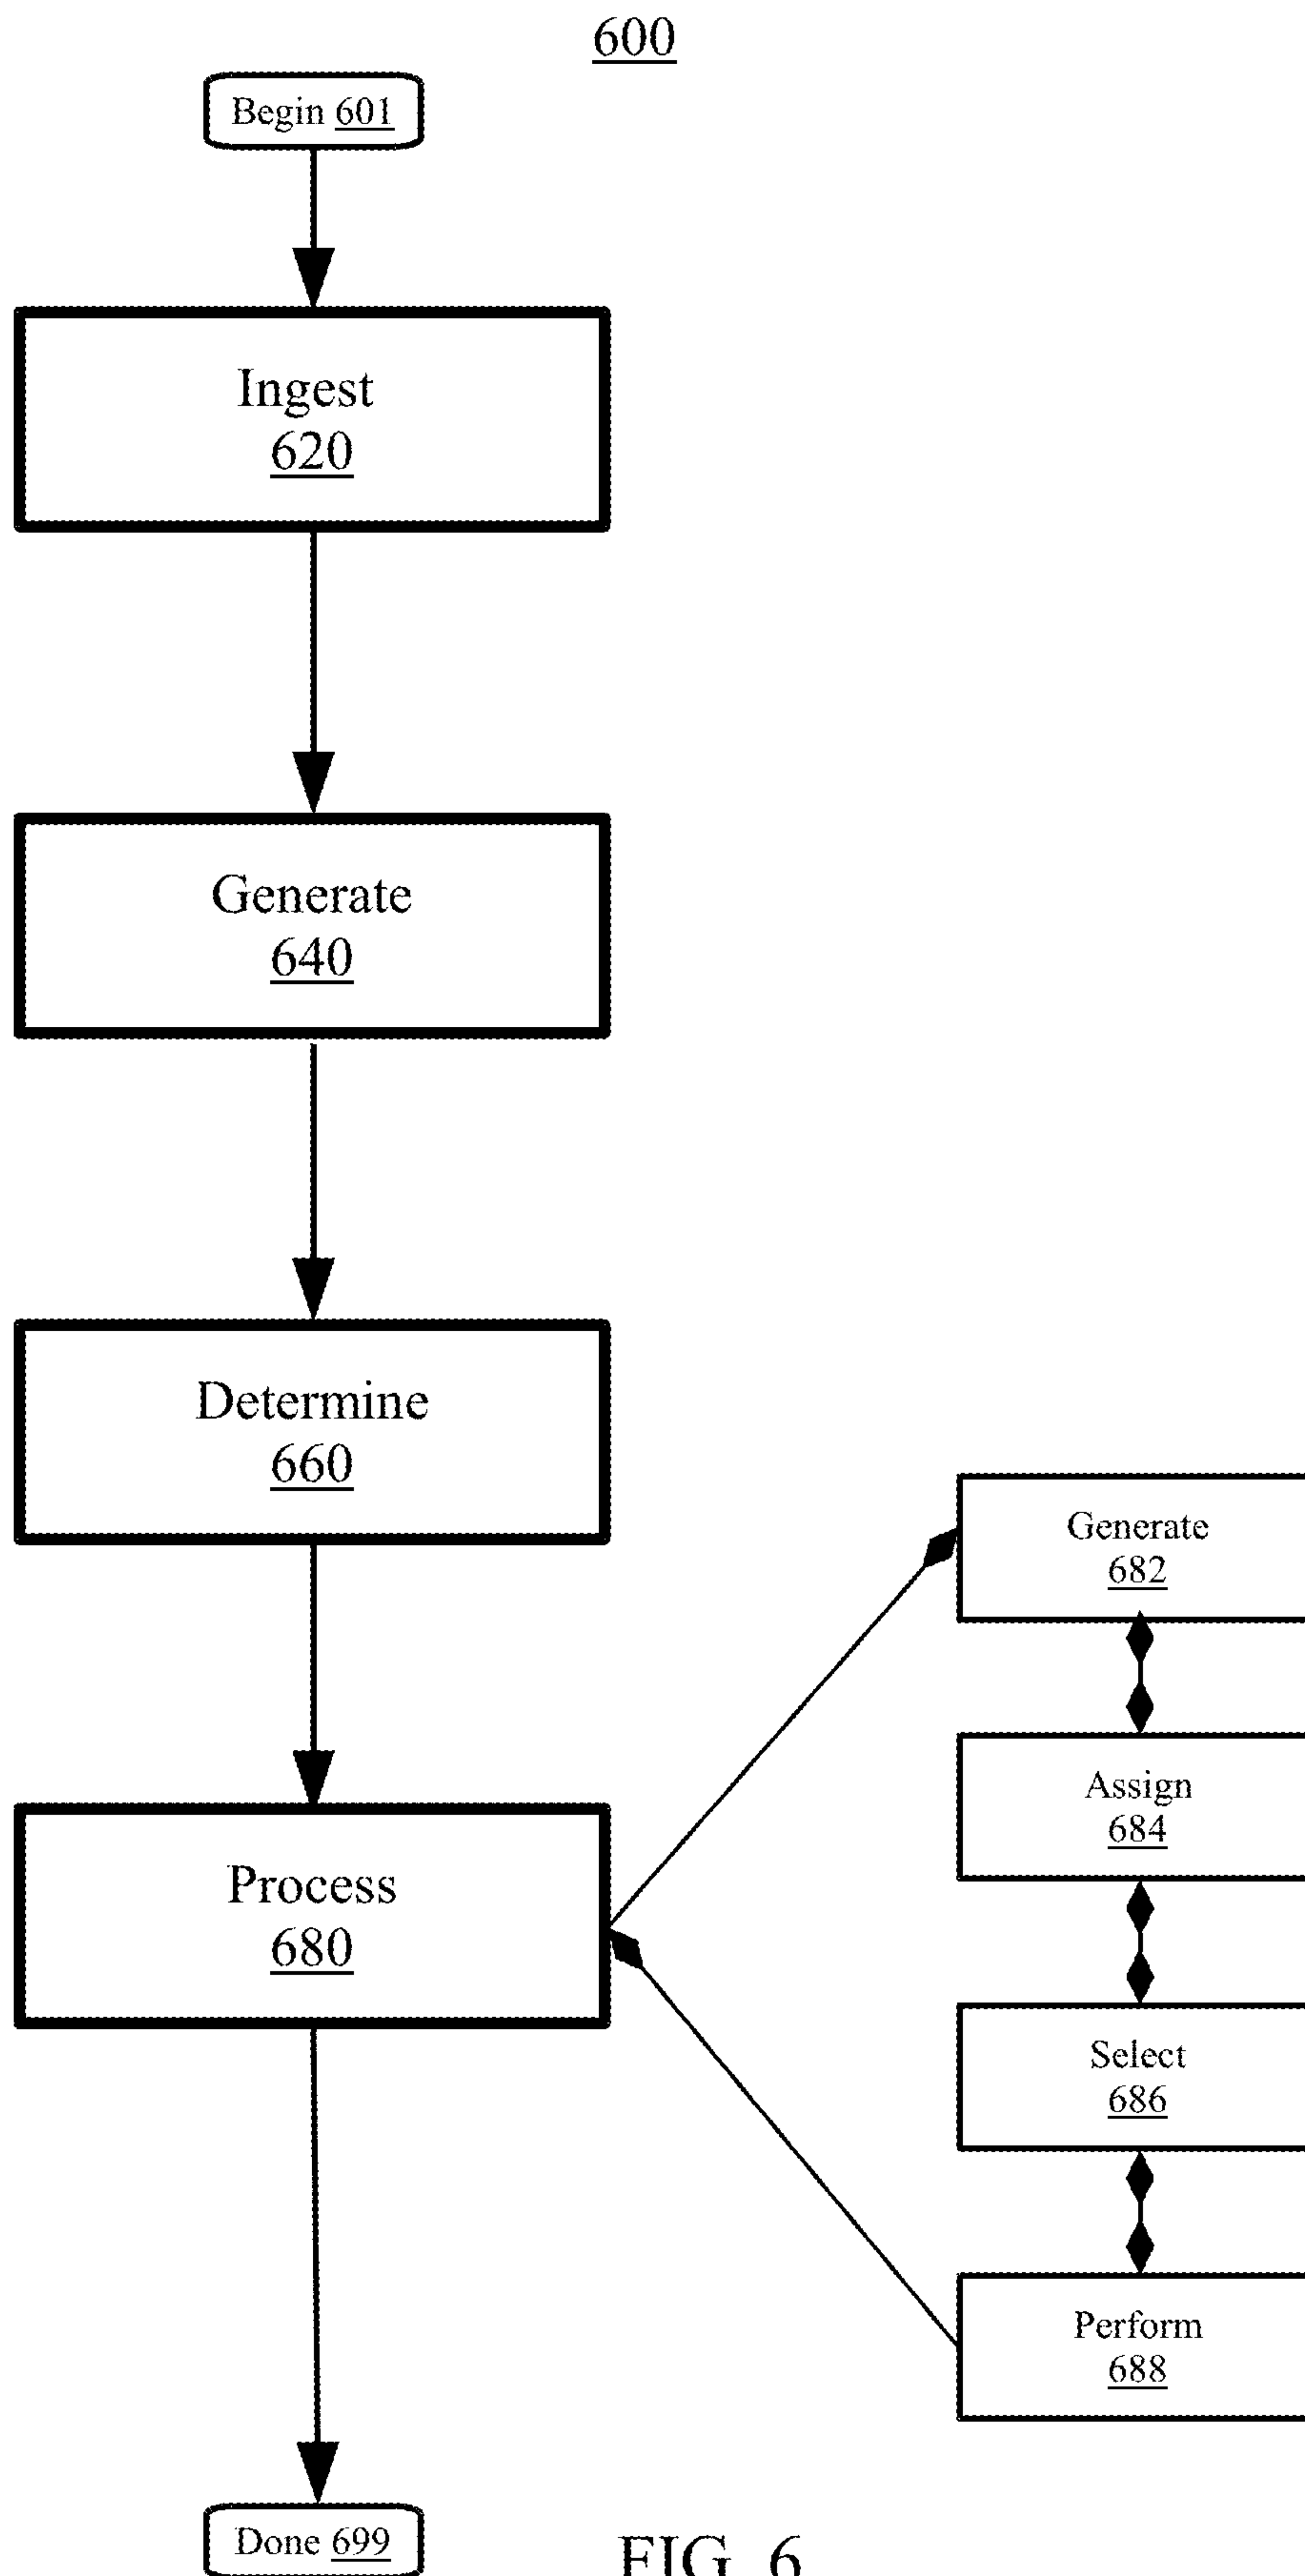 600
Begin 601
Ingest
620
Generate
640
Determine
660
Process
680
Generate
682
Assign
684
Select
686
Perform
688
Done 699
FIG. 6